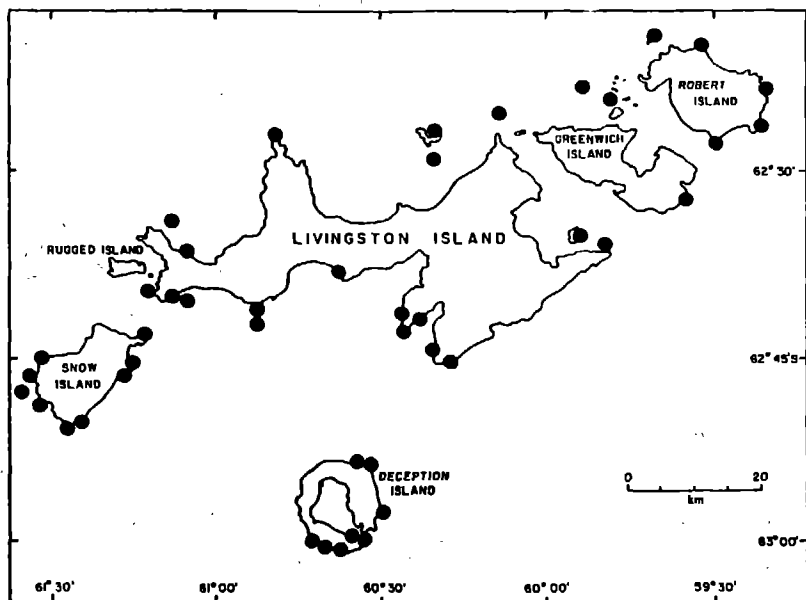 ROBERT
ISLAND
GREENWICH
ISLAND
62° 30'
LIVINGSTON ISLAND
RUGGED ISLAND
62° 45'S
SNOW
ISLAND
DECEPTION
ISLAND
0 20
km
63° 00'
61° 30' 61° 00' 60° 30' 60° 00' 59° 30'